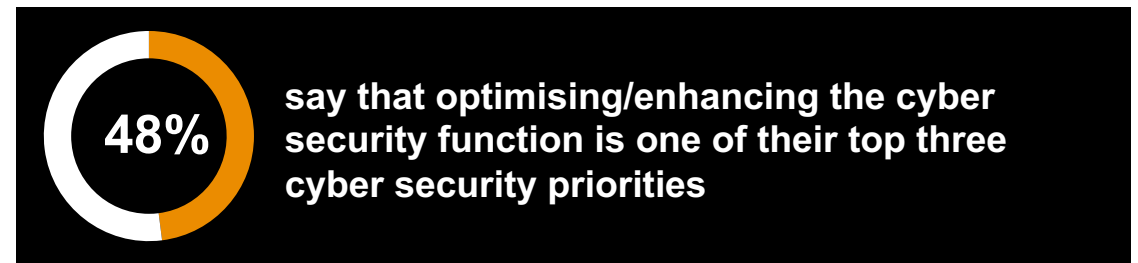 48%
say that optimising/enhancing the cyber
security function is one of their top three
cyber security priorities